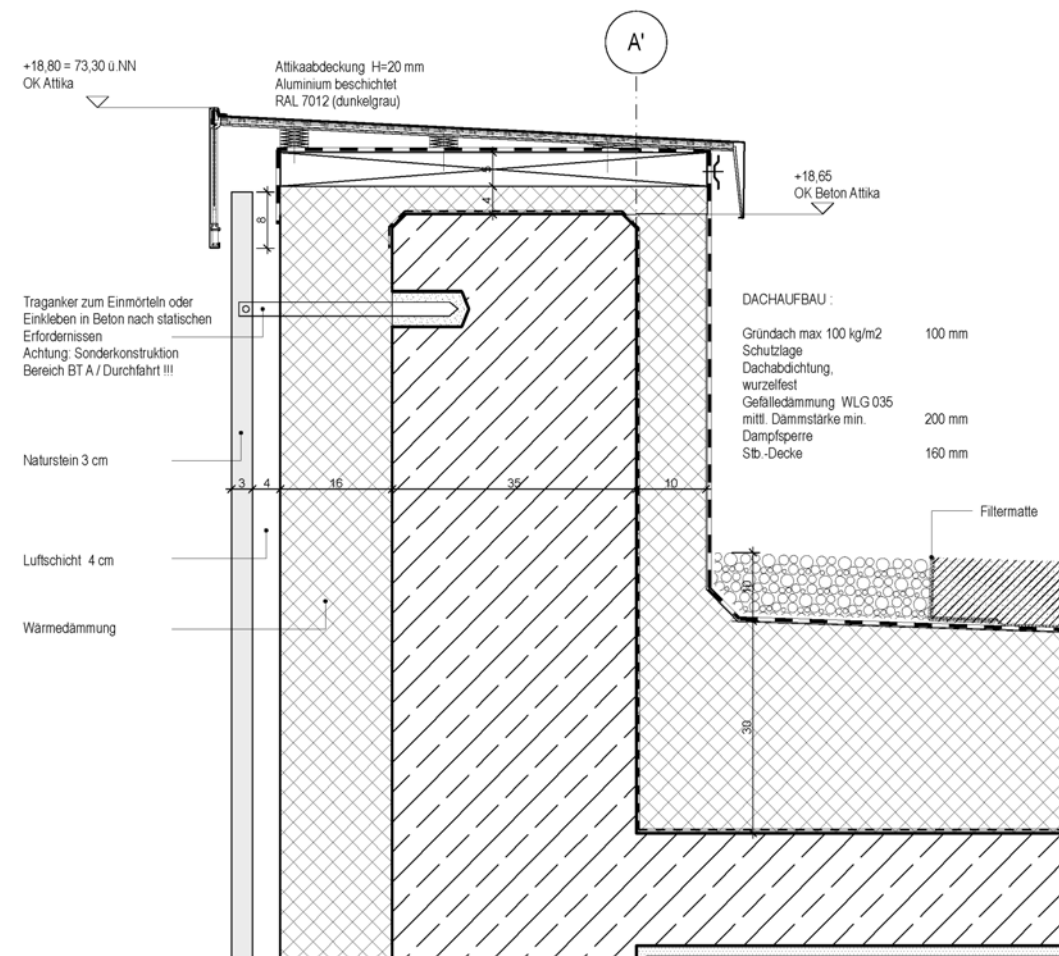 A'
+18,80 = 73,30 ü.NN
OK Attika
Attikaabdeckung H=20 mm
Aluminium beschichtet
RAL 7012 (dunkelgrau)
+18,65
OK Beton Attika
5
4
8
Traganker zum Einmörteln oder
Einkleben in Beton nach statischen
Erfordernissen
Achtung: Sonderkonstruktion
Bereich BT A / Durchfahrt !!!
DACHAUFBAU :
Gründach max 100 kg/m2 100 mm
Schutzlage
Dachabdichtung,
wurzelfest
Gefälledämmung WLG 035
mittl. Dämmstärke min. 200 mm
Dampfsperre
Stb.-Decke 160 mm
Naturstein 3 cm
3 4 16 35 10
Filtermatte
Luftschicht 4 cm
10
Wärmedämmung
30